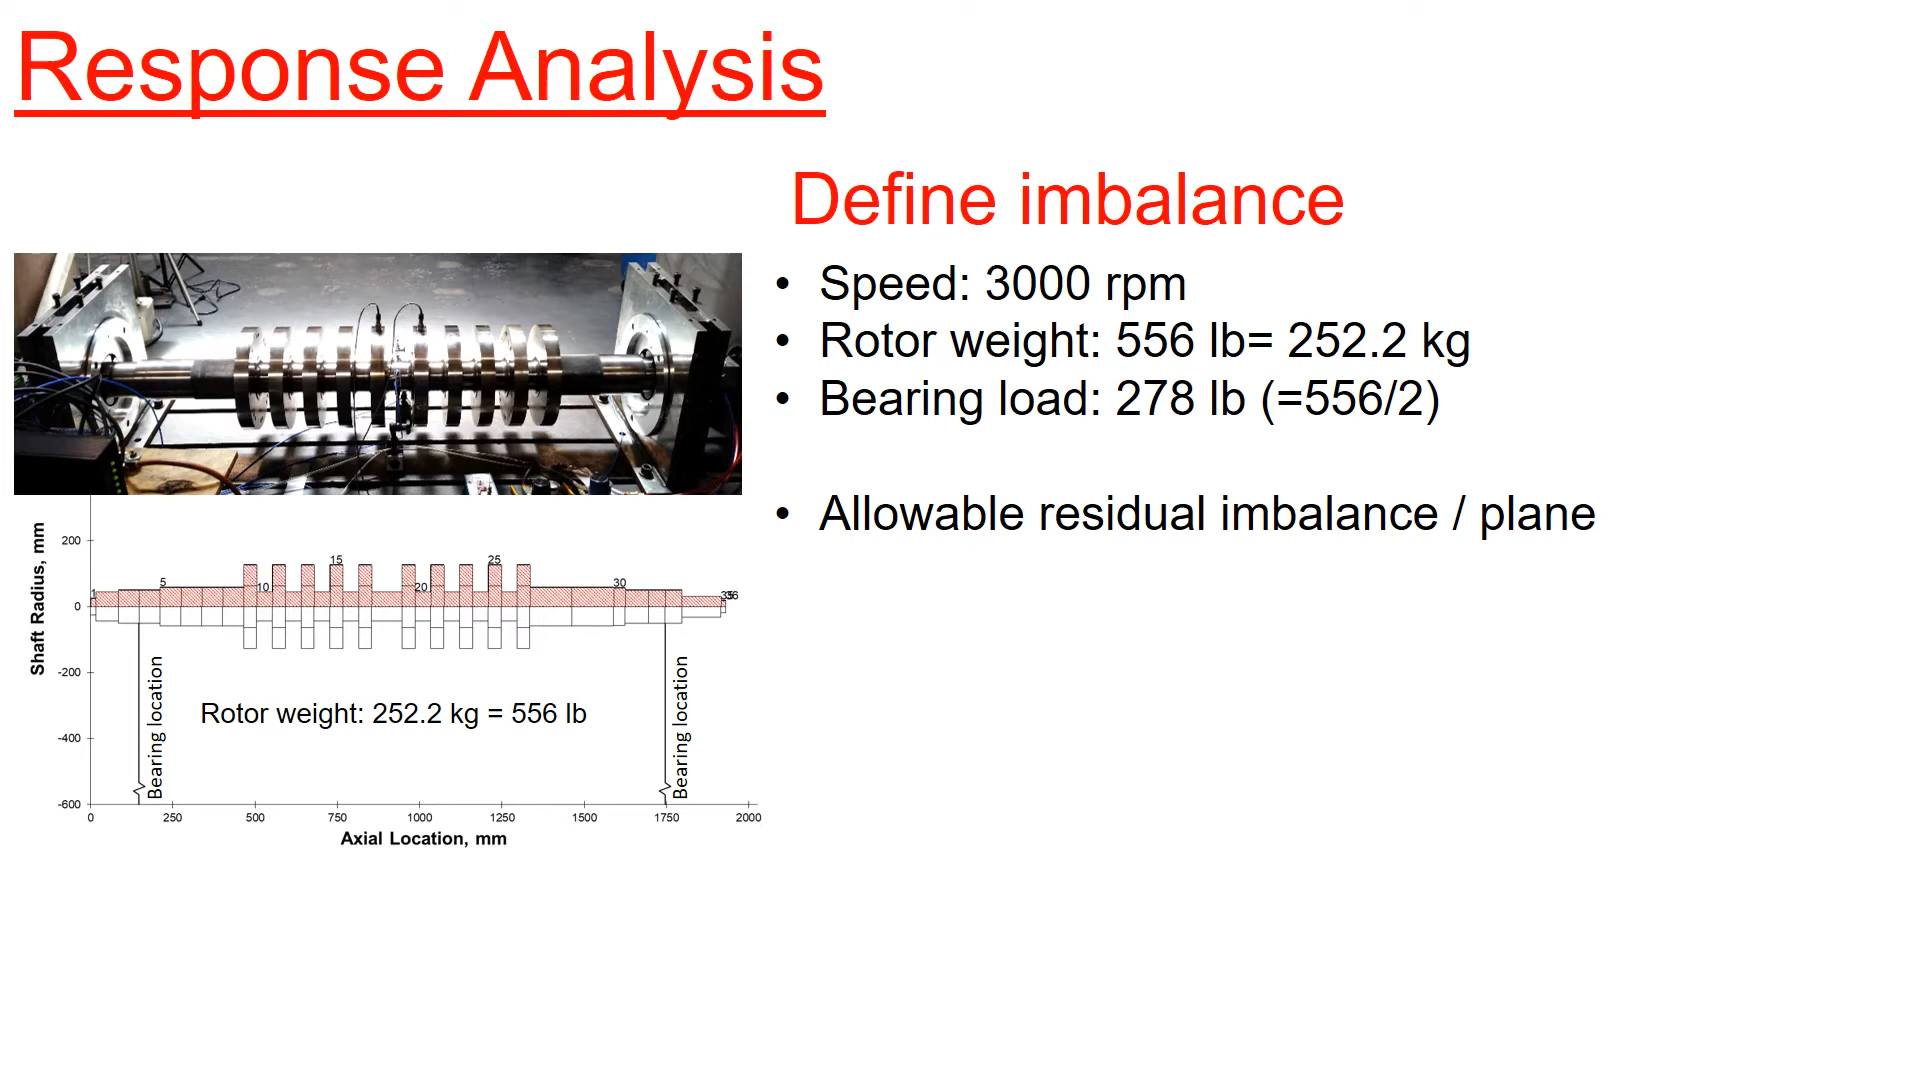 Response Analysis
Define imbalance
• Speed: 3000 rpm
• Rotor weight: 556 lb= 252.2 kg
• Bearing load: 278 lb (=556/2)
• Allowable residual imbalance / plane
Shaft Radius, mm
200
0
-200
-400
-600
1
5
10
15
20
25
30
35
36
Bearing location
Bearing location
Rotor weight: 252.2 kg = 556 lb
0 250 500 750 1000 1250 1500 1750 2000
Axial Location, mm